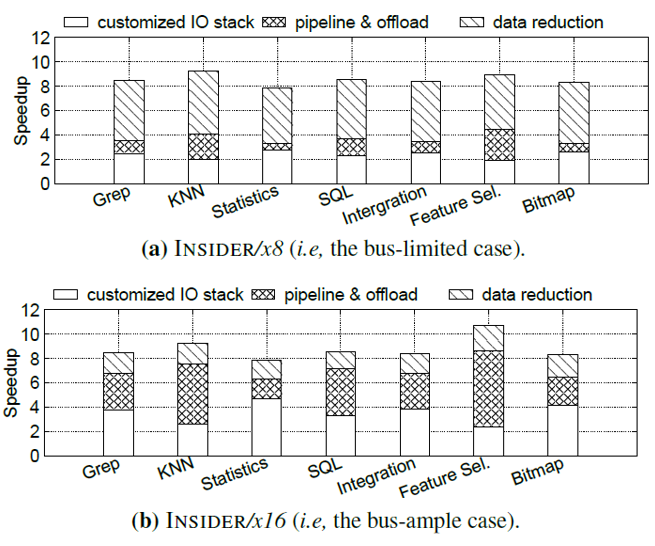 customized IO stack pipeline & offload data reduction
12
10
8
6
4
2
0
Speedup
Grep KNN Statistics SQL Intergration Feature Sel. Bitmap
(a) INSIDER/x8 (i.e, the bus-limited case).
customized IO stack pipeline & offload data reduction
12
10
8
6
4
2
0
Speedup
Grep KNN Statistics SQL Integration Feature Sel. Bitmap
(b) INSIDER/x16 (i.e, the bus-ample case).